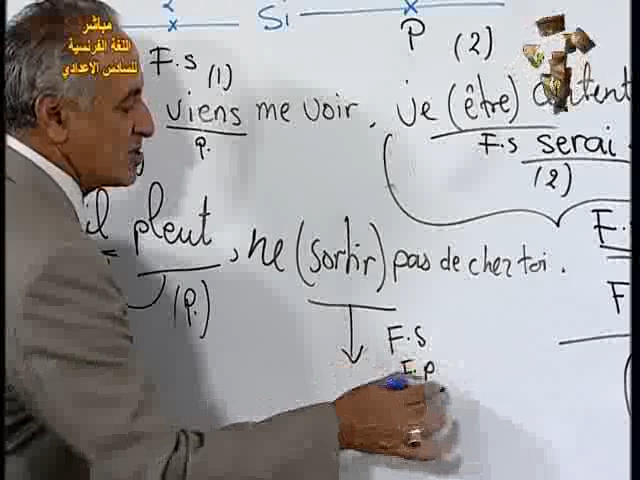 مباشر
اللغة الفرنسية
للسادس الاعدادي
Si
P
(2)
F.s
(1)
viens me voir, je (être)
P.
F.s serai
(2)
il pleut, ne (sortir) pas de chez toi.
(p.)
F.
F
F.S
I.P